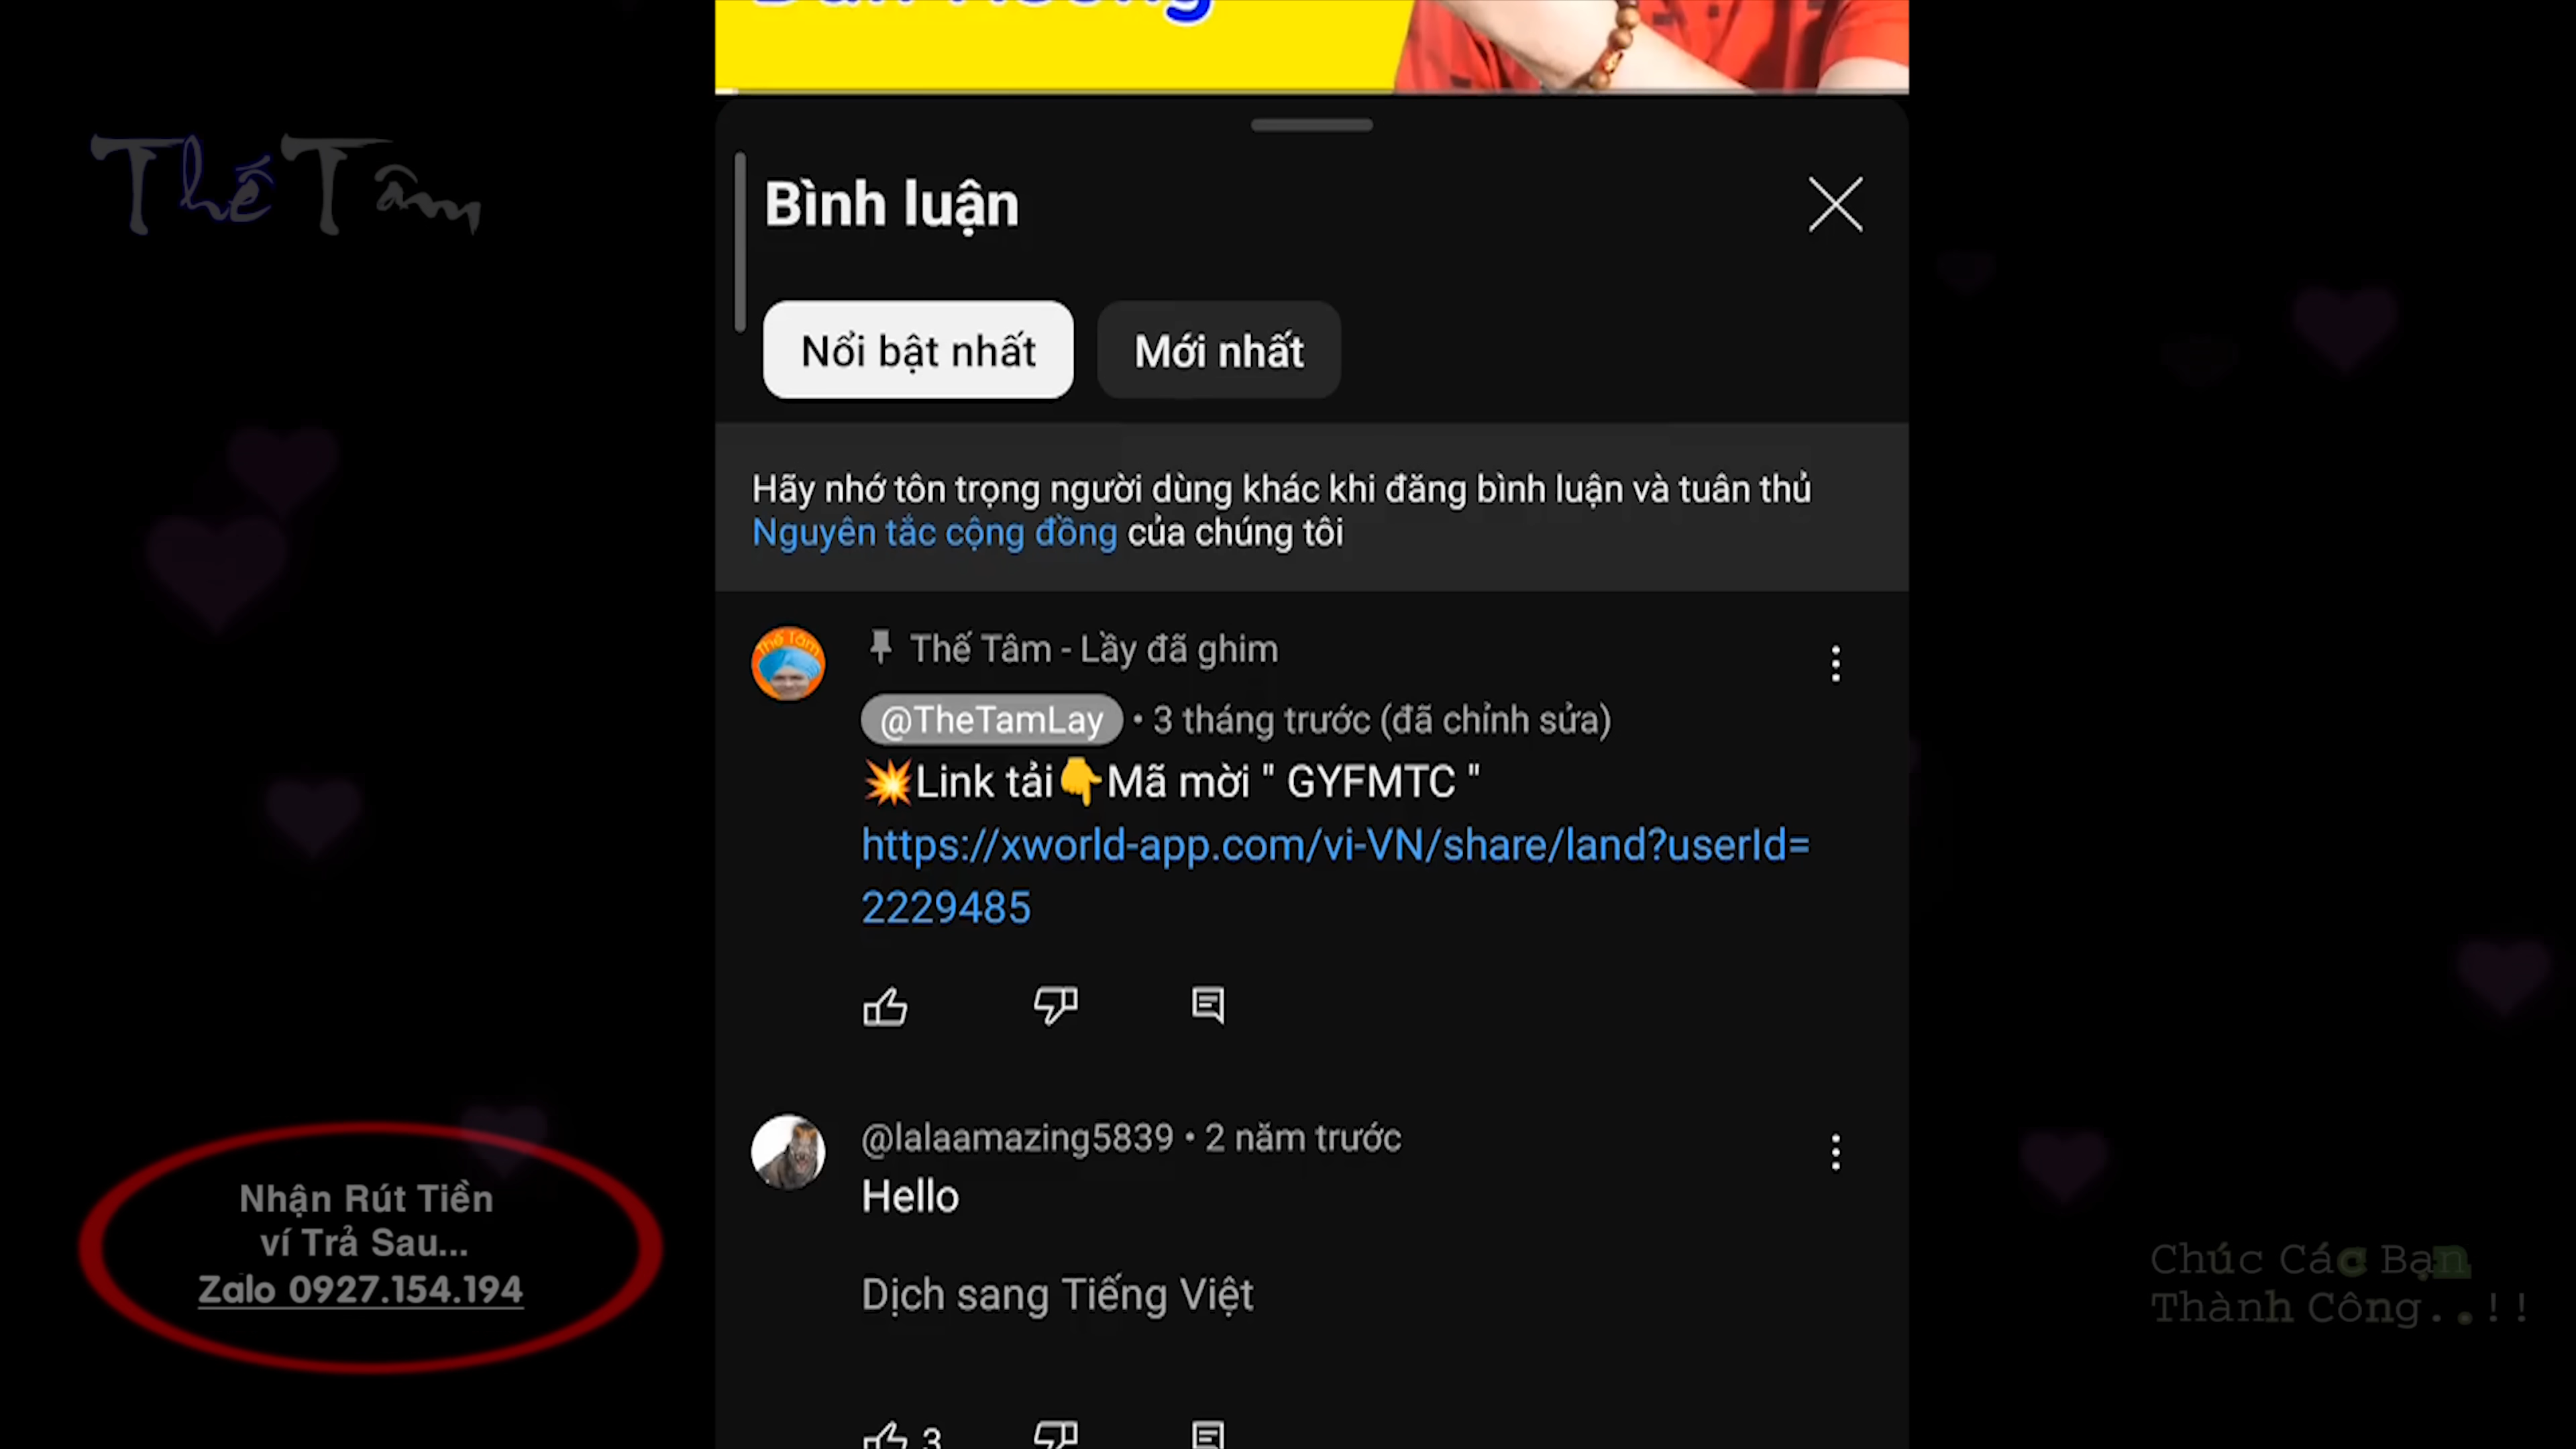 Thế Tâm
Bình luận
Nổi bật nhất
Mới nhất
Hãy nhớ tôn trọng người dùng khác khi đăng bình luận và tuân thủ
Nguyên tắc cộng đồng của chúng tôi
Thế Tâm
Thế Tâm - Lầy đã ghim
@TheTamLay • 3 tháng trước (đã chỉnh sửa)
💥Link tải👇Mã mời " GYFMTC "
https://xworld-app.com/vi-VN/share/land?userId=
2229485
@lalaamazing5839 • 2 năm trước
Hello
Dịch sang Tiếng Việt
3
Nhận Rút Tiền
ví Trả Sau...
Zalo 0927.154.194
Chúc Các Bạn
Thành Công..!!